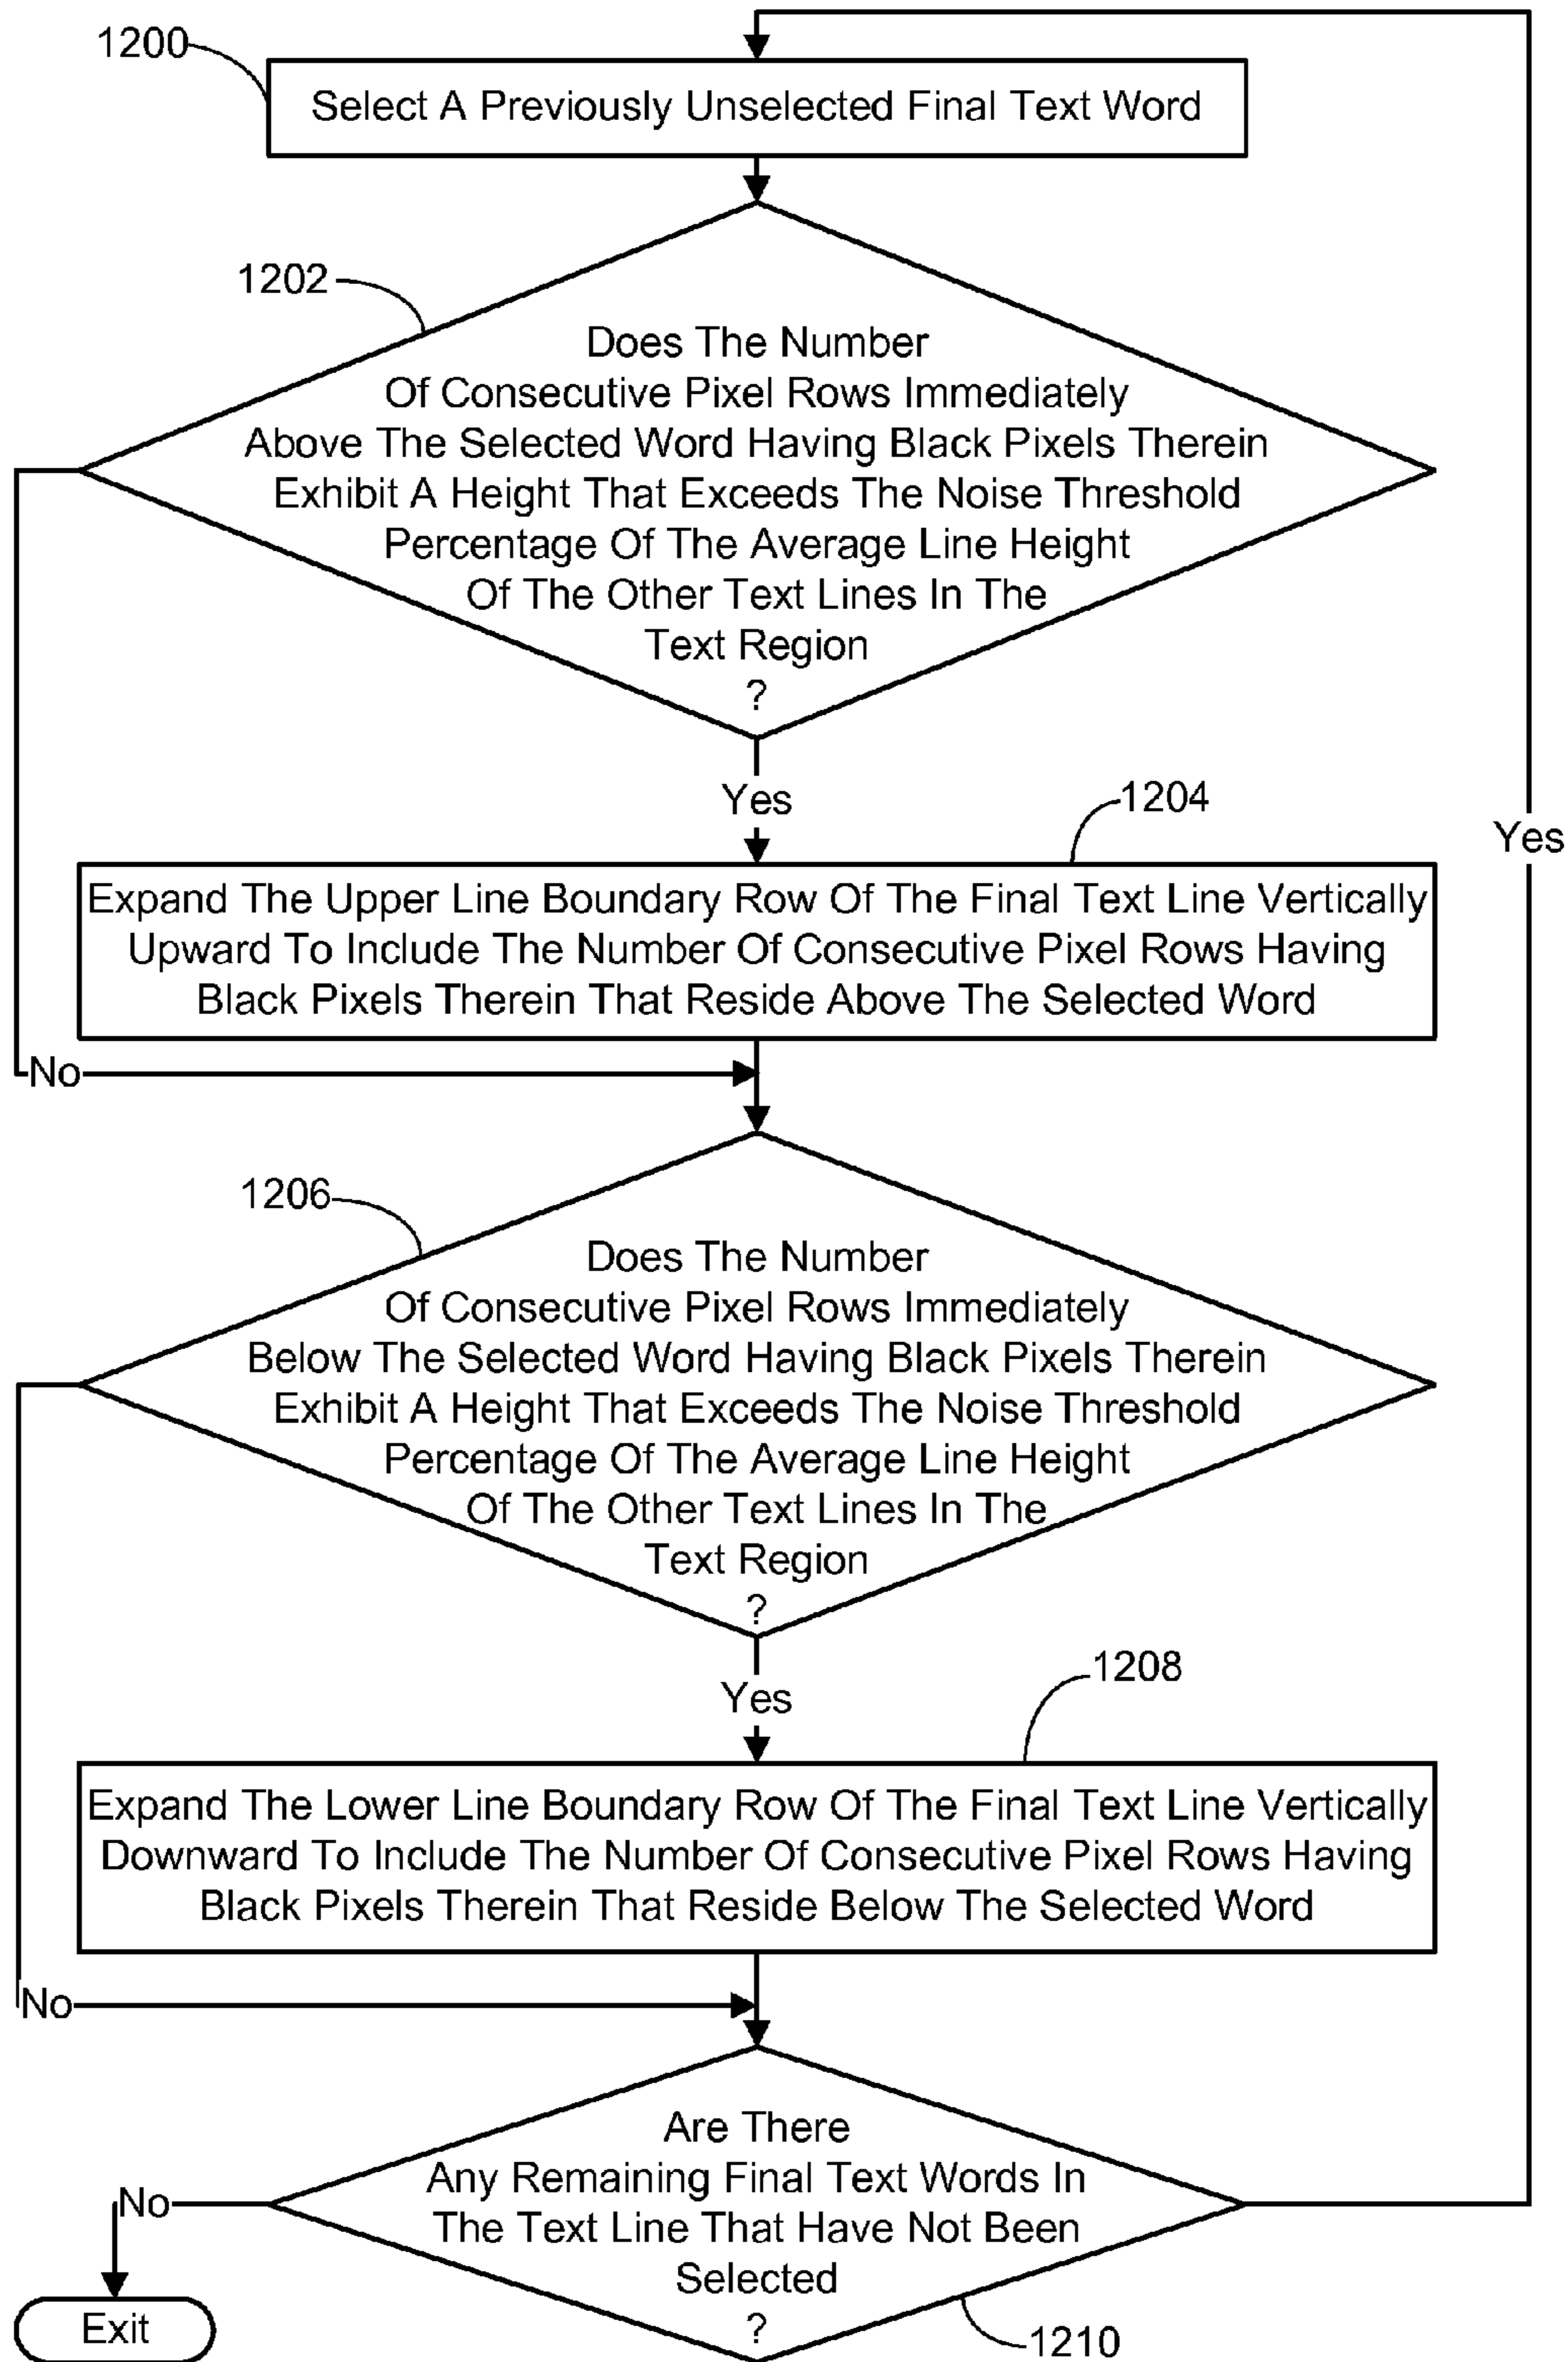 1200
Select A Previously Unselected Final Text Word
1202
Does The Number
Of Consecutive Pixel Rows Immediately
Above The Selected Word Having Black Pixels Therein
Exhibit A Height That Exceeds The Noise Threshold
Percentage Of The Average Line Height
Of The Other Text Lines In The
Text Region
?
Yes
1204
Yes
Expand The Upper Line Boundary Row Of The Final Text Line Vertically
Upward To Include The Number Of Consecutive Pixel Rows Having
Black Pixels Therein That Reside Above The Selected Word
No
1206
Does The Number
Of Consecutive Pixel Rows Immediately
Below The Selected Word Having Black Pixels Therein
Exhibit A Height That Exceeds The Noise Threshold
Percentage Of The Average Line Height
Of The Other Text Lines In The
Text Region
?
Yes
1208
Expand The Lower Line Boundary Row Of The Final Text Line Vertically
Downward To Include The Number Of Consecutive Pixel Rows Having
Black Pixels Therein That Reside Below The Selected Word
No
Are There
Any Remaining Final Text Words In
The Text Line That Have Not Been
Selected
?
No
Exit
1210